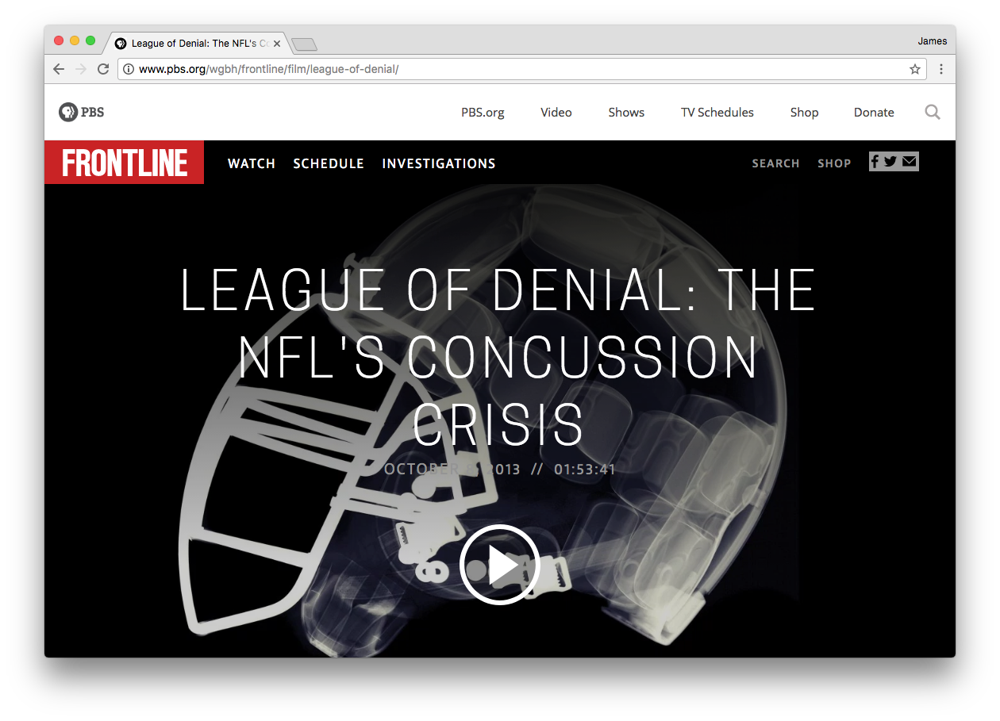 League of Denial: The NFL's C
James
www.pbs.org/wgbh/frontline/film/league-of-denial/
PBS
PBS.org
Video
Shows
TV Schedules
Shop
Donate
FRONTLINE
WATCH
SCHEDULE
INVESTIGATIONS
SEARCH
SHOP
LEAGUE OF DENIAL: THE
NFL'S CONCUSSION
CRISIS
OCTOBER 2013 // 01:53:41